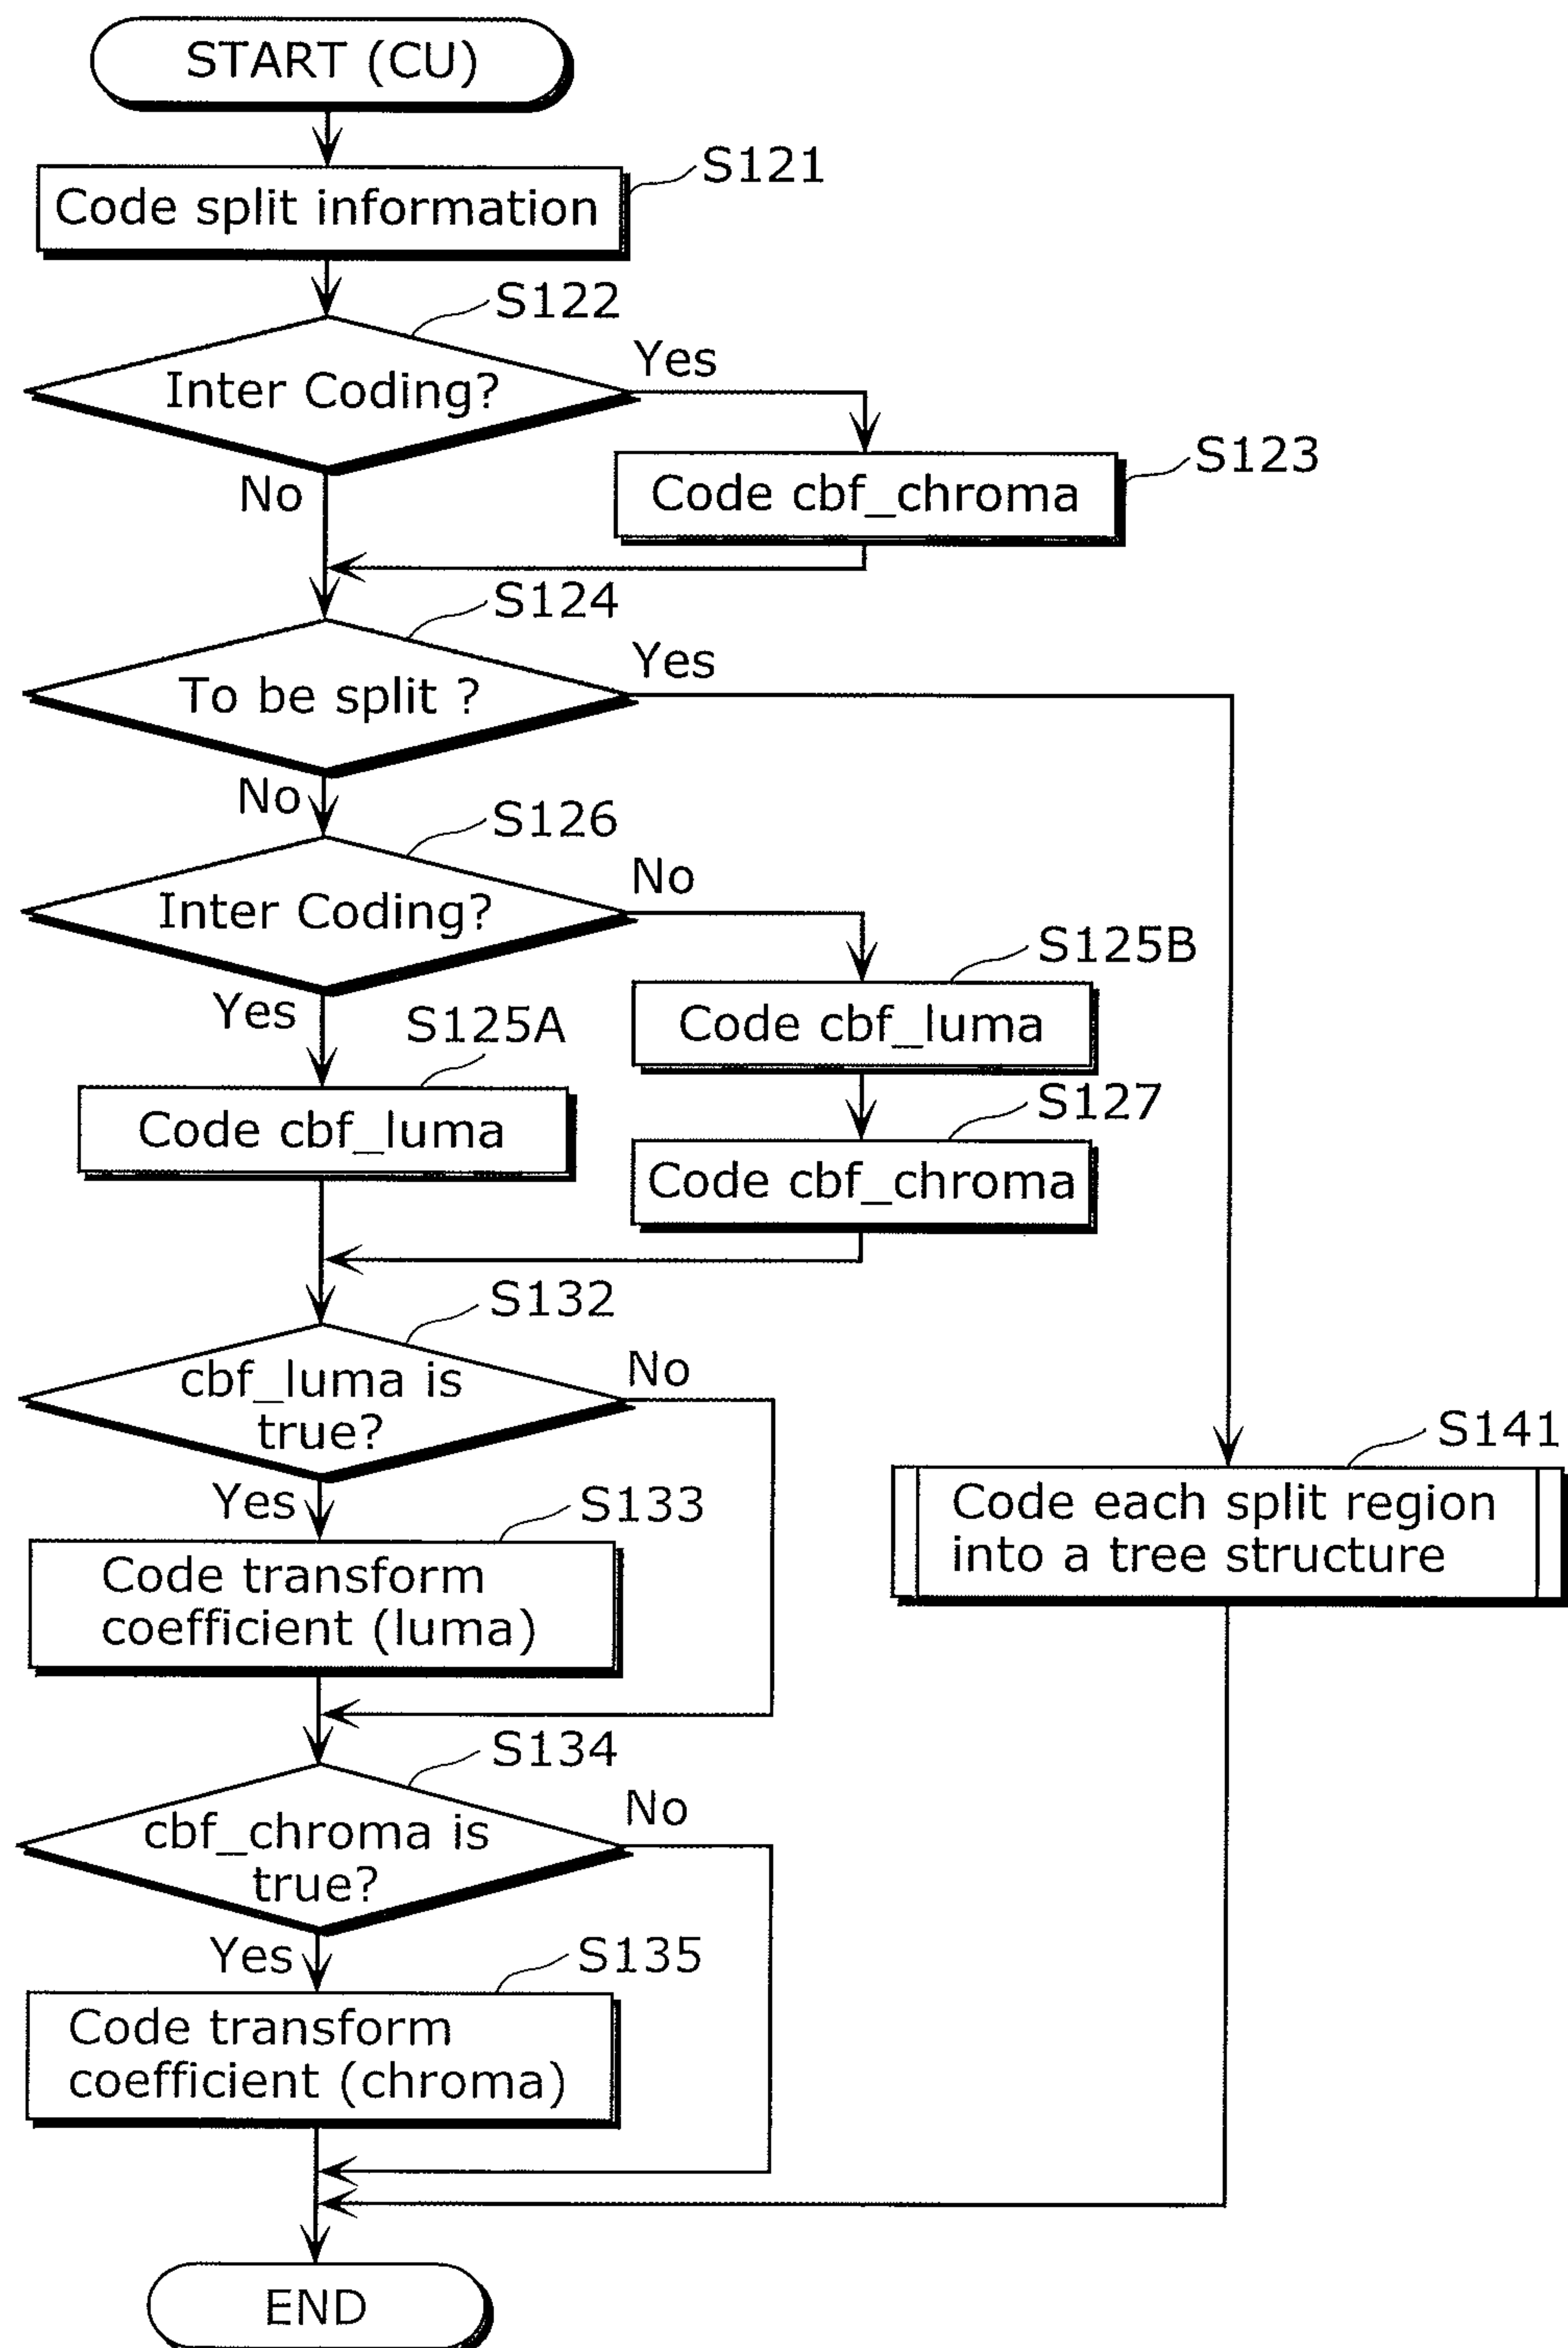 START (CU)
S121
Code split information
S122
Inter Coding?
Yes
No
S123
Code cbf_chroma
S124
To be split ?
Yes
No
S126
Inter Coding?
No
Yes
S125B
Code cbf_luma
S125A
Code cbf_luma
S127
Code cbf_chroma
S132
cbf_luma is
true?
No
Yes
S133
Code transform
coefficient (luma)
S141
Code each split region
into a tree structure
S134
cbf_chroma is
true?
No
Yes
S135
Code transform
coefficient (chroma)
END